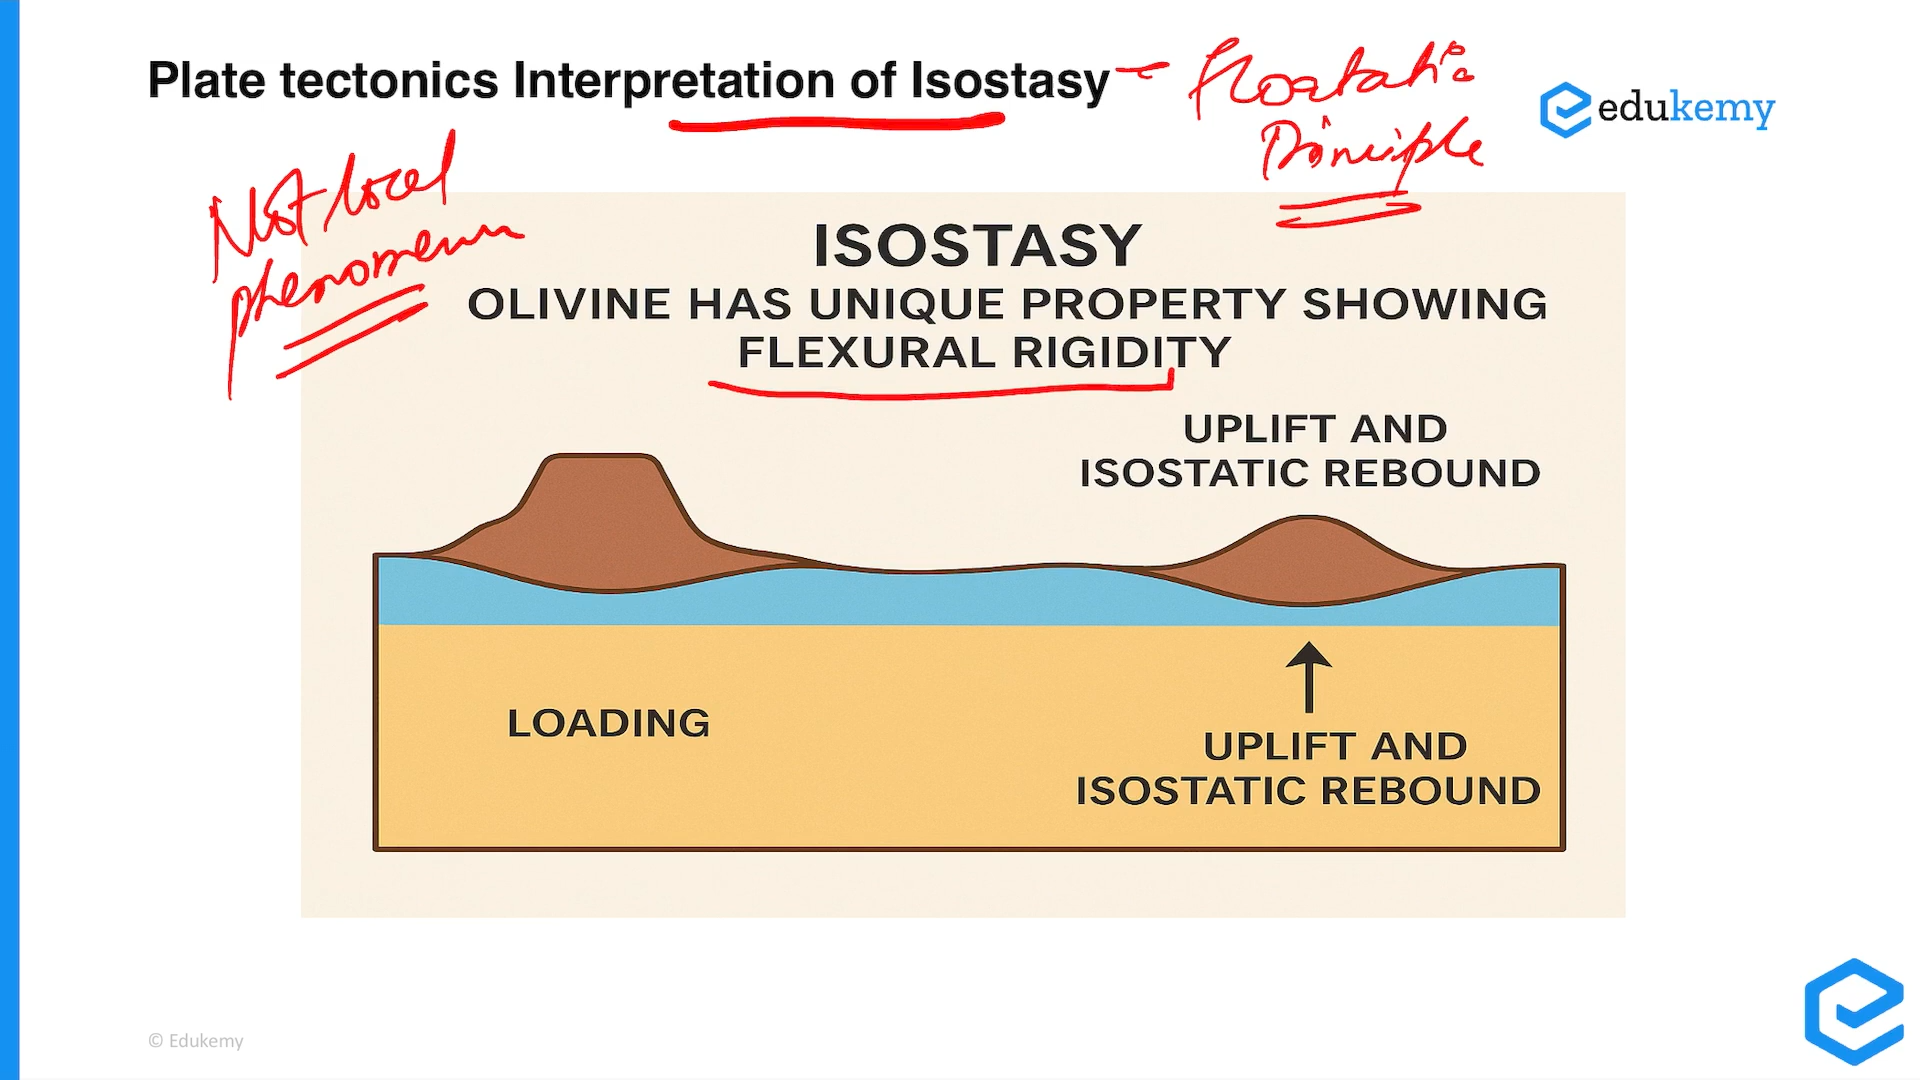 Plate tectonics Interpretation of Isostasy - Floatatic
Principle
edukemy
Not local
phenomenon
ISOSTASY
OLIVINE HAS UNIQUE PROPERTY SHOWING
FLEXURAL RIGIDITY
UPLIFT AND
ISOSTATIC REBOUND
LOADING
UPLIFT AND
ISOSTATIC REBOUND
© Edukemy